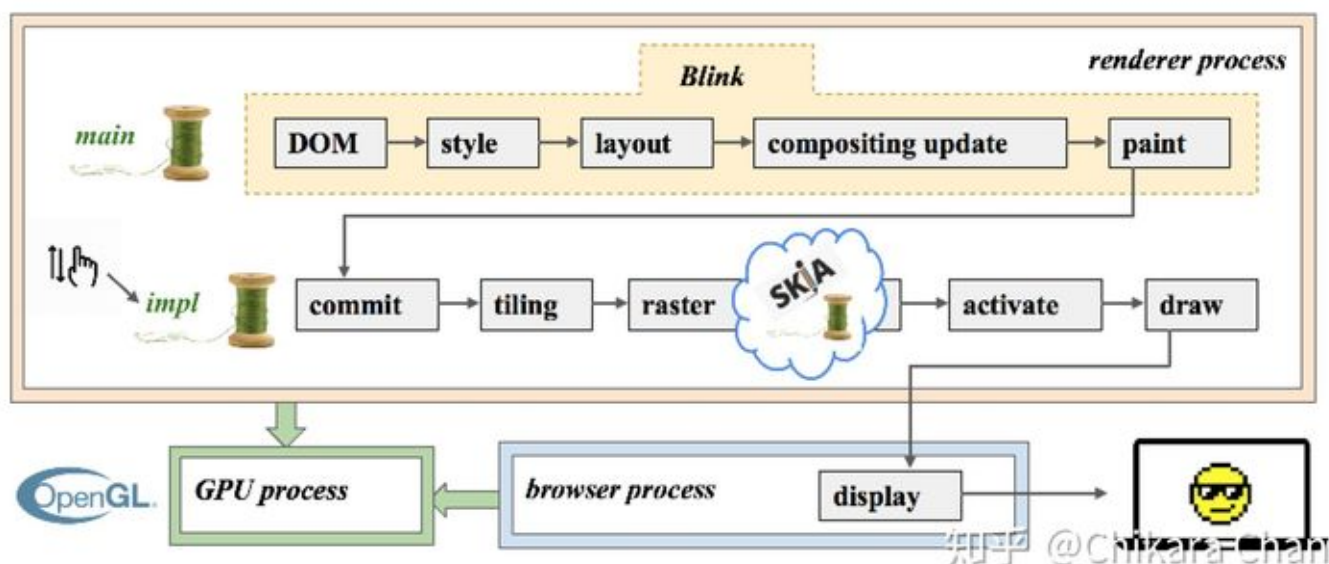 renderer process
Blink
main
DOM
style
layout
compositing update
paint
impl
commit
tiling
raster
SKiA
activate
draw
OpenGL.
GPU process
browser process
display
知乎 @Chikara Chan